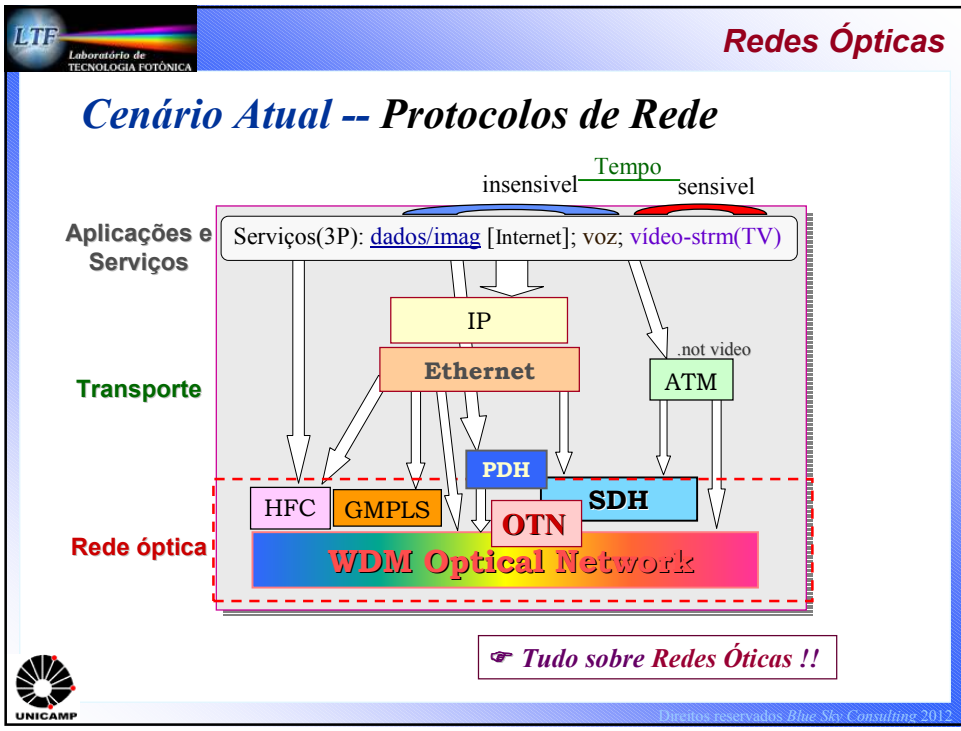 LTF
Laboratório de
TECNOLOGIA FOTÔNICA
Redes Ópticas
Cenário Atual -- Protocolos de Rede
Tempo
insensivel
sensivel
Aplicações e
Serviços
Serviços(3P): dados/imag [Internet]; voz; vídeo-strm(TV)
IP
.not video
Ethernet
ATM
Transporte
PDH
HFC
GMPLS
SDH
OTN
Rede óptica
WDM Optical Network
☞ Tudo sobre Redes Óticas !!
UNICAMP
Direitos reservados Blue Sky Consulting 2012